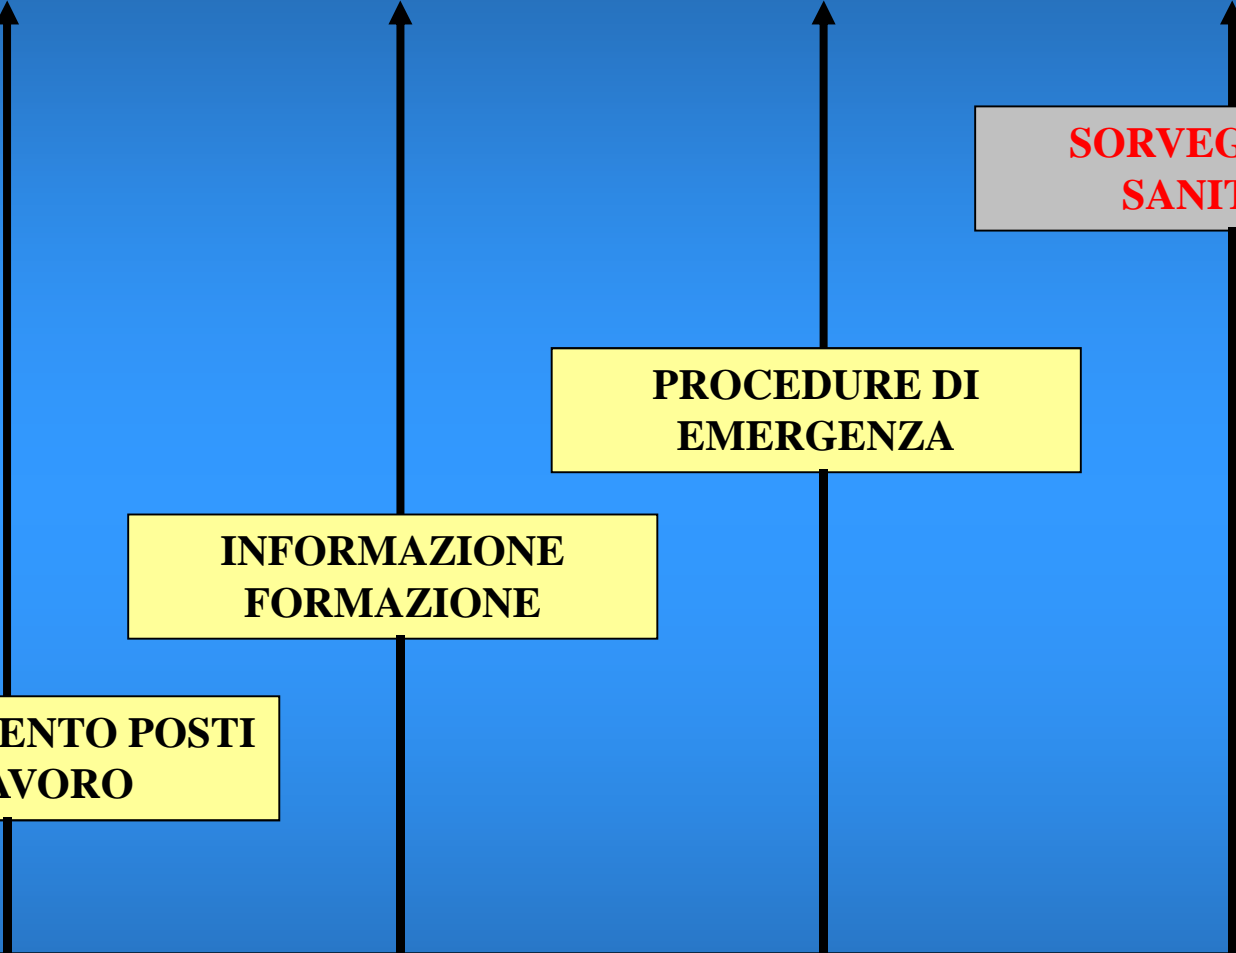 SORVEG
SANIT
PROCEDURE DI
EMERGENZA
INFORMAZIONE
FORMAZIONE
ENTO POSTI
AVORO